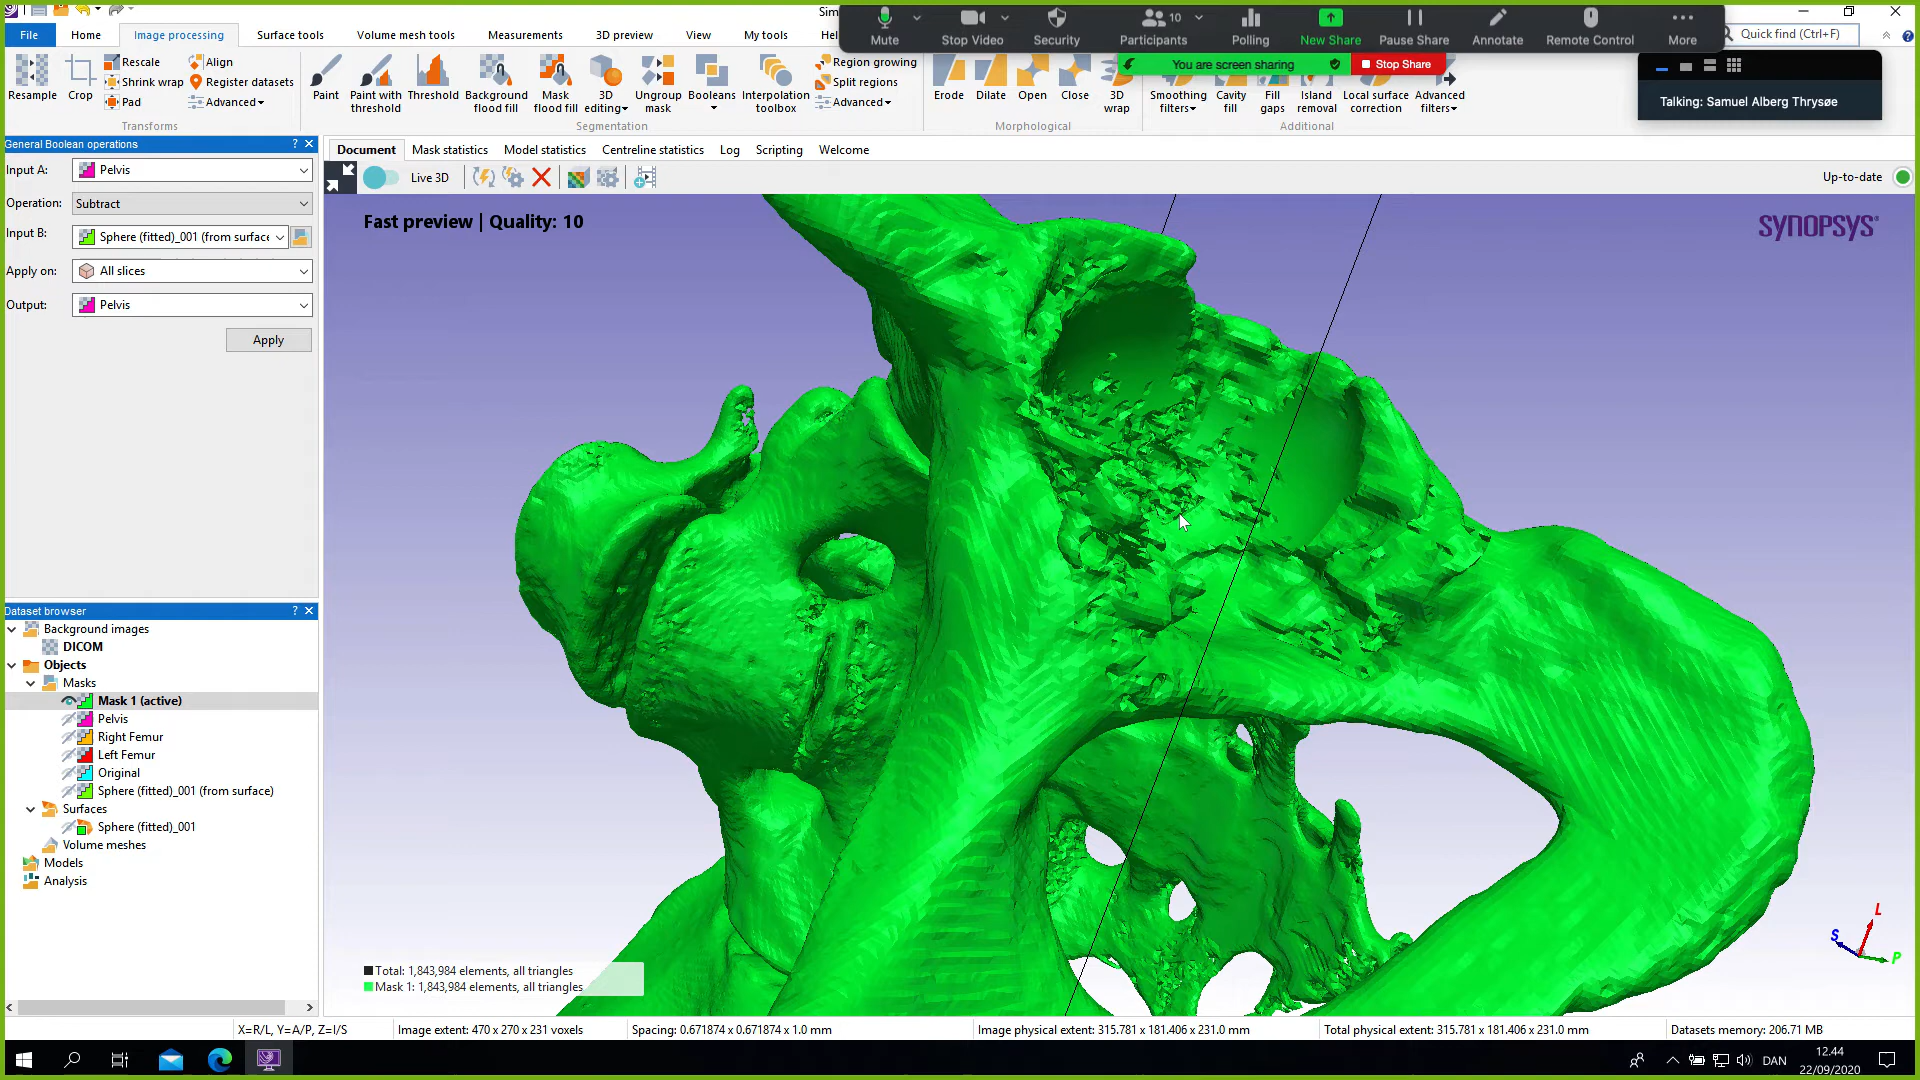 Sim
Mute
Stop Video
Security
Participants
10
Polling
New Share
Pause Share
Annotate
Remote Control
More
File
Home
Image processing
Surface tools
Volume mesh tools
Measurements
3D preview
View
My tools
Quick find (Ctrl+F)
You are screen sharing
Stop Share
Talking: Samuel Alberg Thrysøe
Resample
Crop
Rescale
Shrink wrap
Pad
Align
Register datasets
Advanced
Transforms
Paint
Paint with threshold
Threshold
Background flood fill
Mask flood fill
3D editing
Ungroup mask
Booleans
Interpolation toolbox
Region growing
Split regions
Advanced
Segmentation
Erode
Dilate
Open
Close
3D wrap
Morphological
Smoothing filters
Cavity fill
Fill gaps
Island removal
Local surface correction
Advanced filters
Additional
General Boolean operations
Input A:
Pelvis
Operation:
Subtract
Input B:
Sphere (fitted)_001 (from surface
Apply on:
All slices
Output:
Pelvis
Apply
Document
Mask statistics
Model statistics
Centreline statistics
Log
Scripting
Welcome
Live 3D
Up-to-date
Fast preview | Quality: 10
SYNOPSYS
Dataset browser
Background images
DICOM
Objects
Masks
Mask 1 (active)
Pelvis
Right Femur
Left Femur
Original
Sphere (fitted)_001 (from surface)
Surfaces
Sphere (fitted)_001
Volume meshes
Models
Analysis
Total: 1,843,984 elements, all triangles
Mask 1: 1,843,984 elements, all triangles
L
S
P
X=R/L, Y=A/P, Z=I/S
Image extent: 470 x 270 x 231 voxels
Spacing: 0.671874 x 0.671874 x 1.0 mm
Image physical extent: 315.781 x 181.406 x 231.0 mm
Total physical extent: 315.781 x 181.406 x 231.0 mm
Datasets memory: 206.71 MB
DAN
12.44
22/09/2020